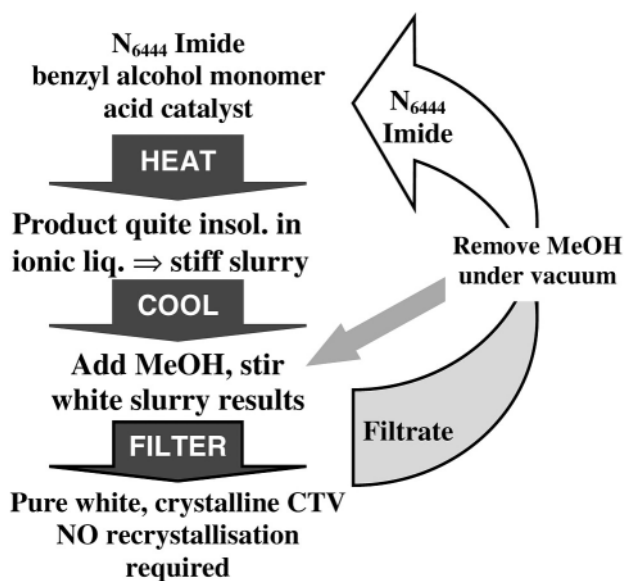 N₆₄₄₄ Imide
benzyl alcohol monomer
acid catalyst
HEAT
Product quite insol. in
ionic liq. ⇒ stiff slurry
COOL
Add MeOH, stir
white slurry results
FILTER
Pure white, crystalline CTV
NO recrystallisation
required
Filtrate
Remove MeOH
under vacuum
N₆₄₄₄
Imide